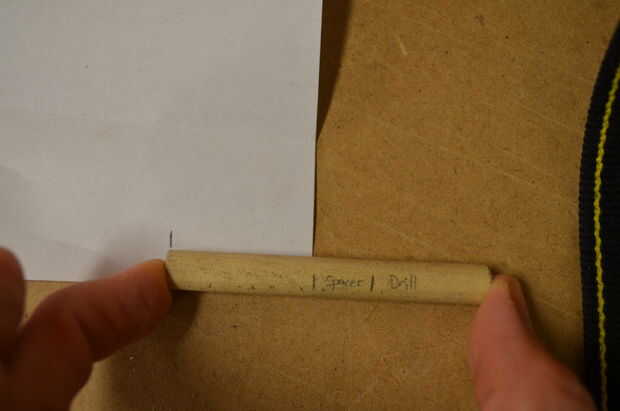 | Spacer | Drill